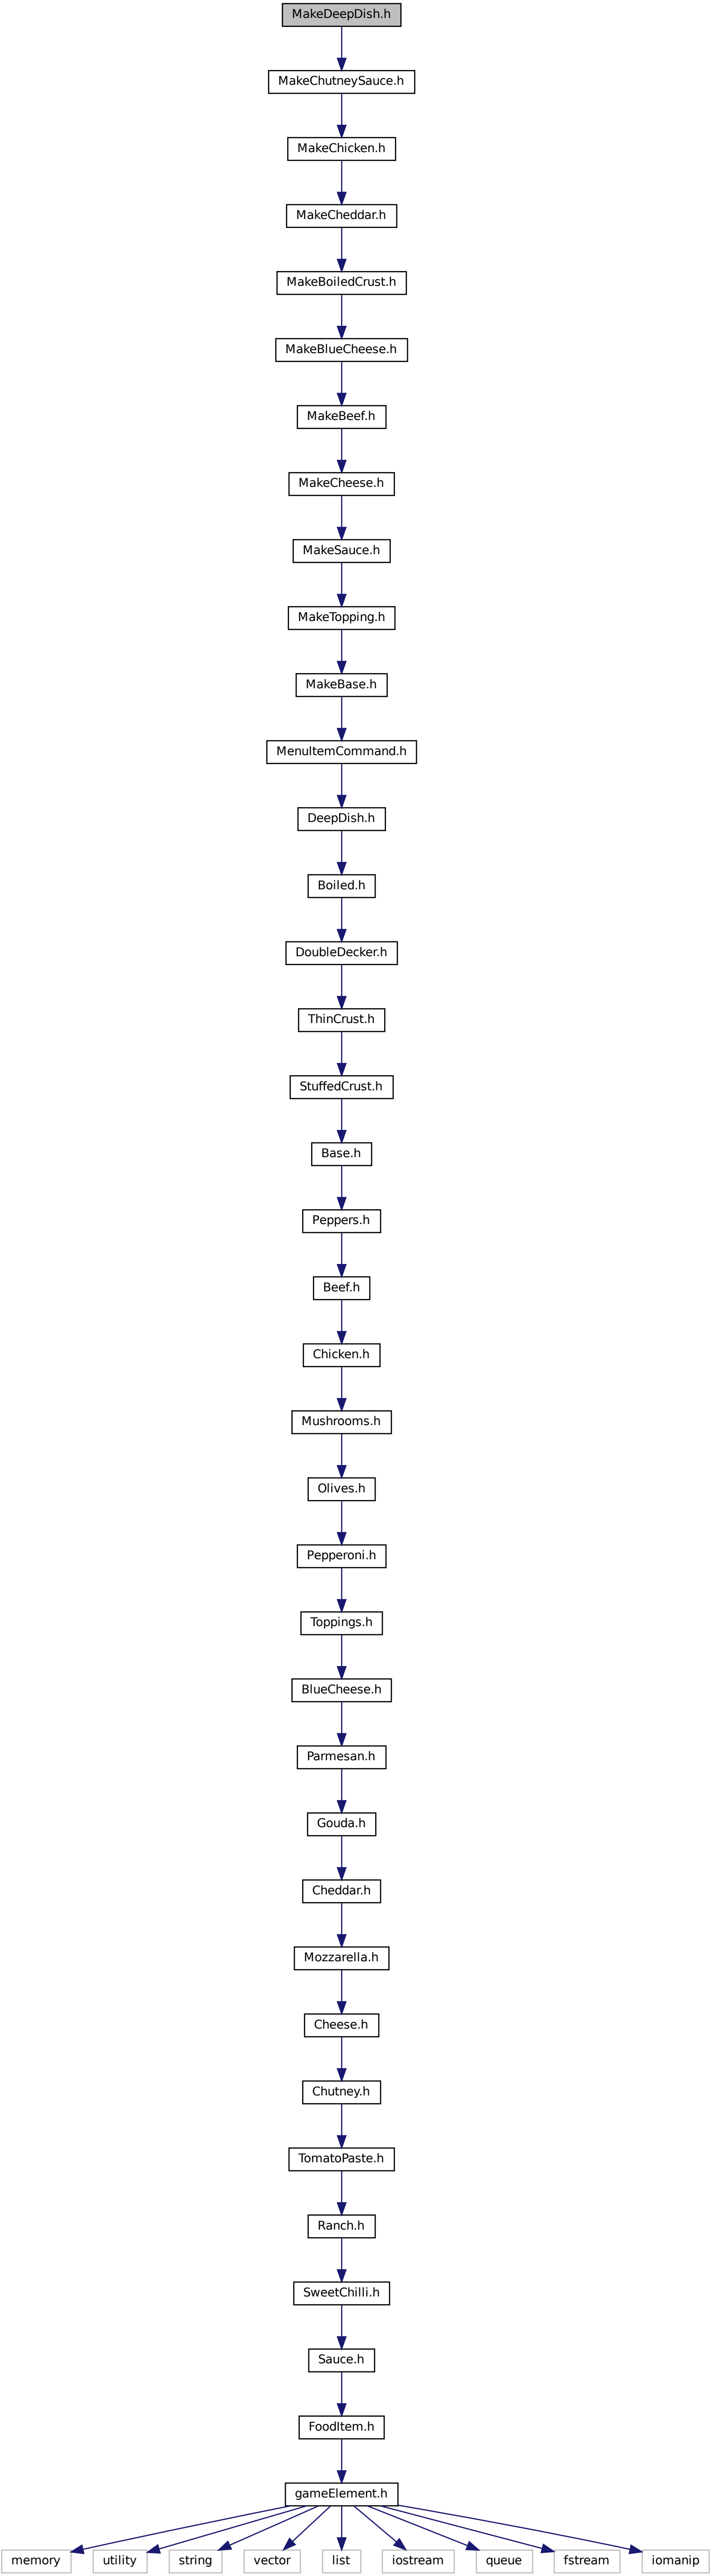 MakeDeepDish.h
MakeChutneySauce.h
MakeChicken.h
MakeCheddar.h
MakeBoiledCrust.h
MakeBlueCheese.h
MakeBeef.h
MakeCheese.h
MakeSauce.h
MakeTopping.h
MakeBase.h
MenuItemCommand.h
DeepDish.h
Boiled.h
DoubleDecker.h
ThinCrust.h
StuffedCrust.h
Base.h
Peppers.h
Beef.h
Chicken.h
Mushrooms.h
Olives.h
Pepperoni.h
Toppings.h
BlueCheese.h
Parmesan.h
Gouda.h
Cheddar.h
Mozzarella.h
Cheese.h
Chutney.h
TomatoPaste.h
Ranch.h
SweetChilli.h
Sauce.h
FoodItem.h
gameElement.h
memory utility string vector list iostream queue fstream iomanip